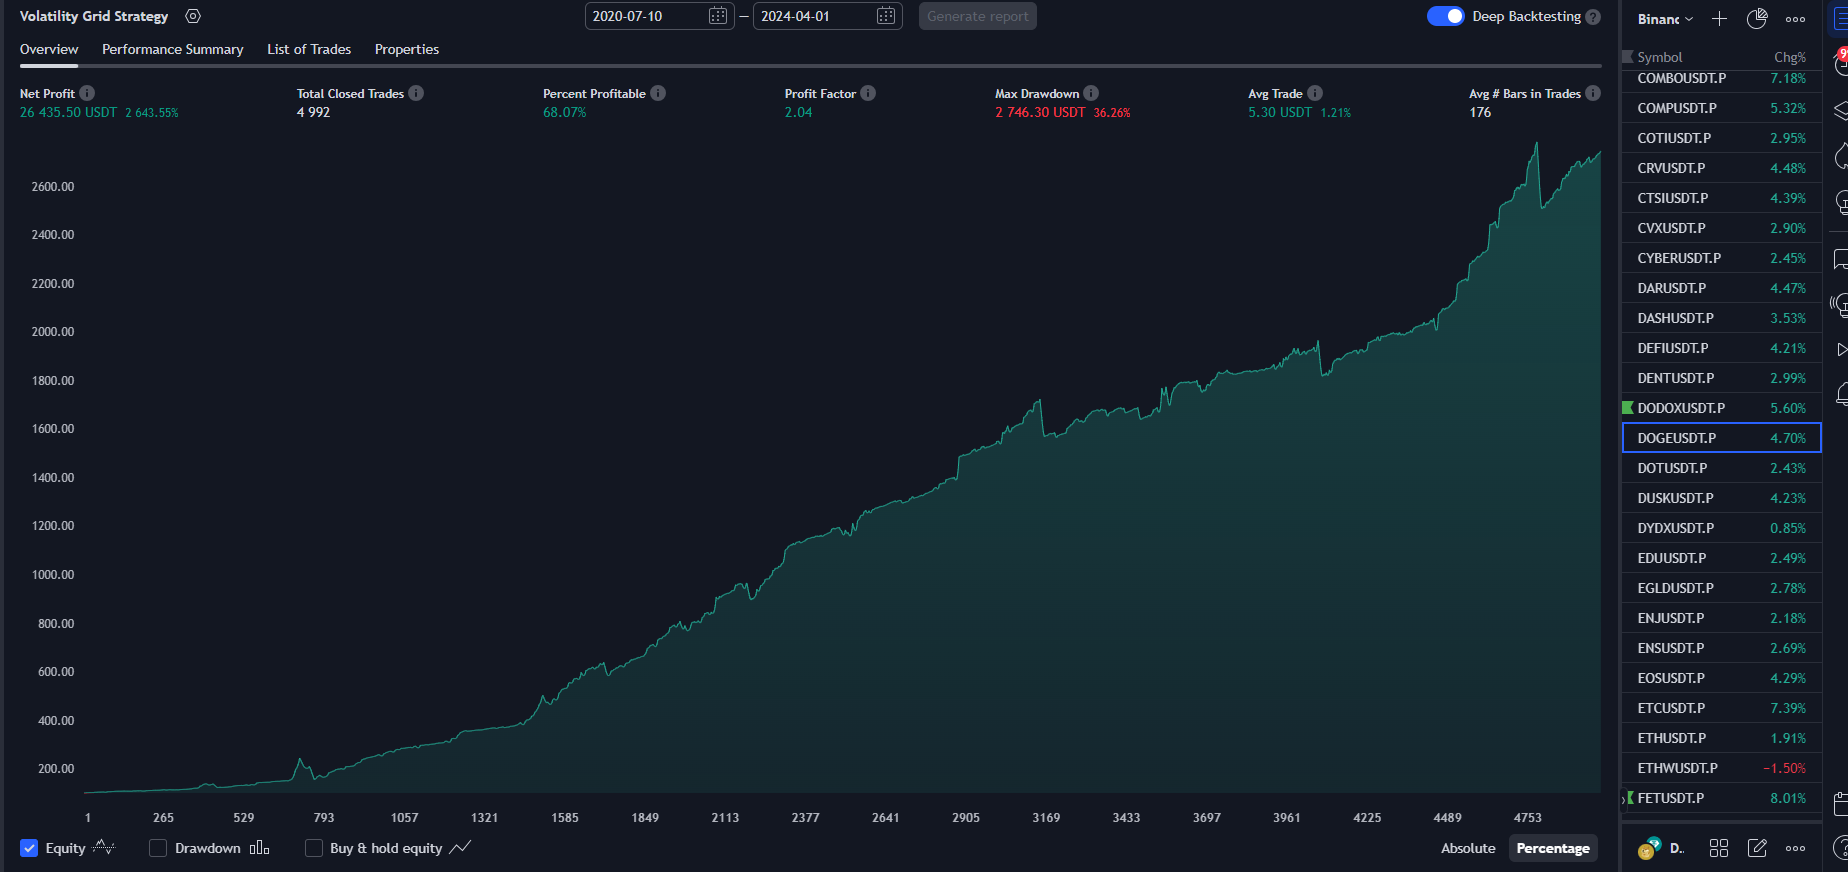 Volatility Grid Strategy
2020-07-10 — 2024-04-01 Generate report
Deep Backtesting
Overview Performance Summary List of Trades Properties
Net Profit Total Closed Trades Percent Profitable Profit Factor Max Drawdown Avg Trade Avg # Bars in Trades
26 435.50 USDT 2 643.55% 4 992 68.07% 2.04 2 746.30 USDT 36.26% 5.30 USDT 1.21% 176
2600.00
2400.00
2200.00
2000.00
1800.00
1600.00
1400.00
1200.00
1000.00
800.00
600.00
400.00
200.00
1 265 529 793 1057 1321 1585 1849 2113 2377 2641 2905 3169 3433 3697 3961 4225 4489 4753
Equity Drawdown Buy & hold equity Absolute Percentage
Binanc
Symbol Chg%
COMBOUSDT.P 7.18%
COMPUSDT.P 5.32%
COTIUSDT.P 2.95%
CRVUSDT.P 4.48%
CTSIUSDT.P 4.39%
CVXUSDT.P 2.90%
CYBERUSDT.P 2.45%
DARUSDT.P 4.47%
DASHUSDT.P 3.53%
DEFIUSDT.P 4.21%
DENTUSDT.P 2.99%
DODOXUSDT.P 5.60%
DOGEUSDT.P 4.70%
DOTUSDT.P 2.43%
DUSKUSDT.P 4.23%
DYDXUSDT.P 0.85%
EDUUSDT.P 2.49%
EGLDUSDT.P 2.78%
ENJUSDT.P 2.18%
ENSUSDT.P 2.69%
EOSUSDT.P 4.29%
ETCUSDT.P 7.39%
ETHUSDT.P 1.91%
ETHWUSDT.P −1.50%
FETUSDT.P 8.01%
D..